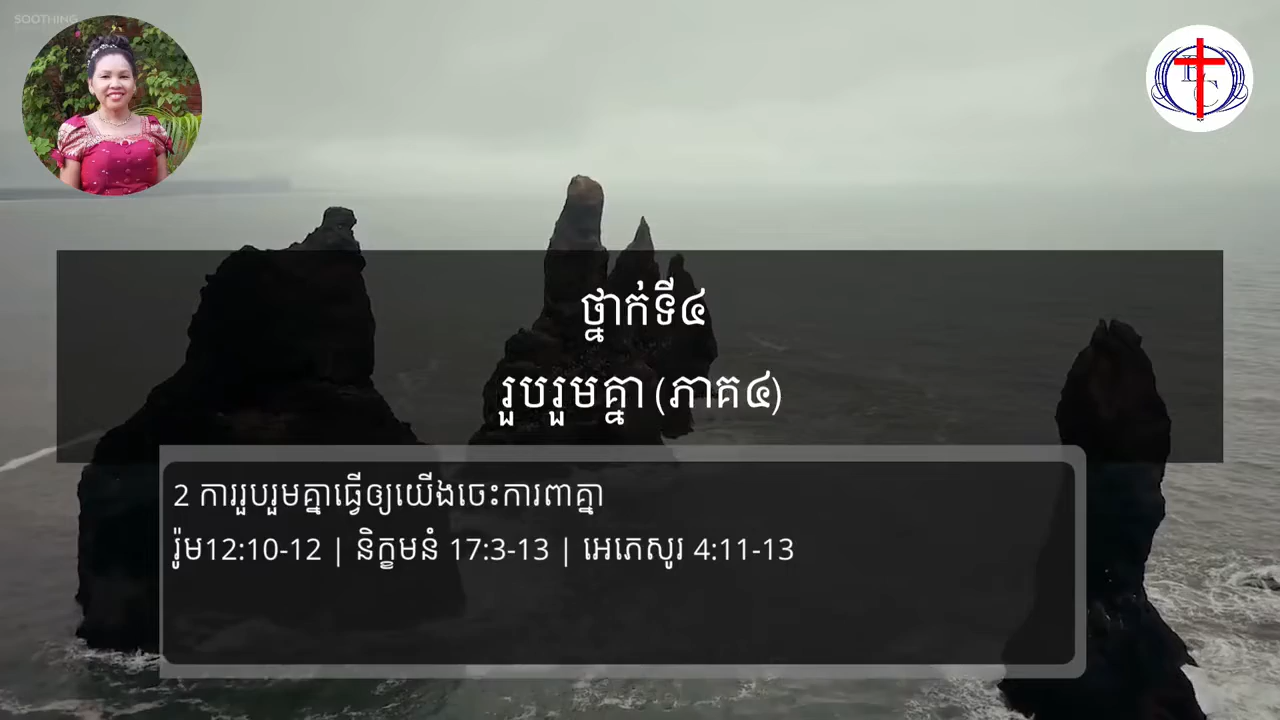 SOOTHING
B
C
ថ្នាក់ទី៤
រួបរួមគ្នា (ភាគ៤)
2 ការរួបរួមគ្នាធ្វើឲ្យយើងចេះការពាគ្នា
រ៉ូម12:10-12 | និក្ខមនំ 17:3-13 | អេភេសូរ 4:11-13